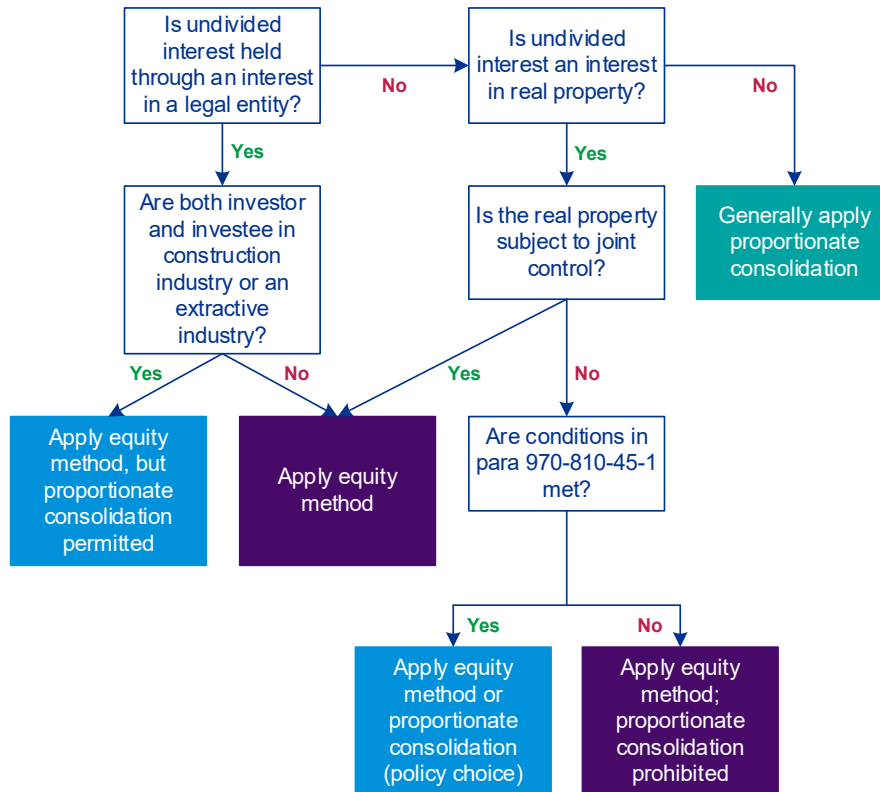 Is undivided
interest held
through an interest
in a legal entity?
No
Is undivided
interest an interest
in real property?
No
Yes
Yes
Are both investor
and investee in
construction
industry or an
extractive
industry?
Is the real property
subject to joint
control?
Generally apply
proportionate
consolidation
Yes
No
Yes
No
Apply equity
method, but
proportionate
consolidation
permitted
Apply equity
method
Are conditions in
para 970-810-45-1
met?
Yes
No
Apply equity
method or
proportionate
consolidation
(policy choice)
Apply equity
method;
proportionate
consolidation
prohibited